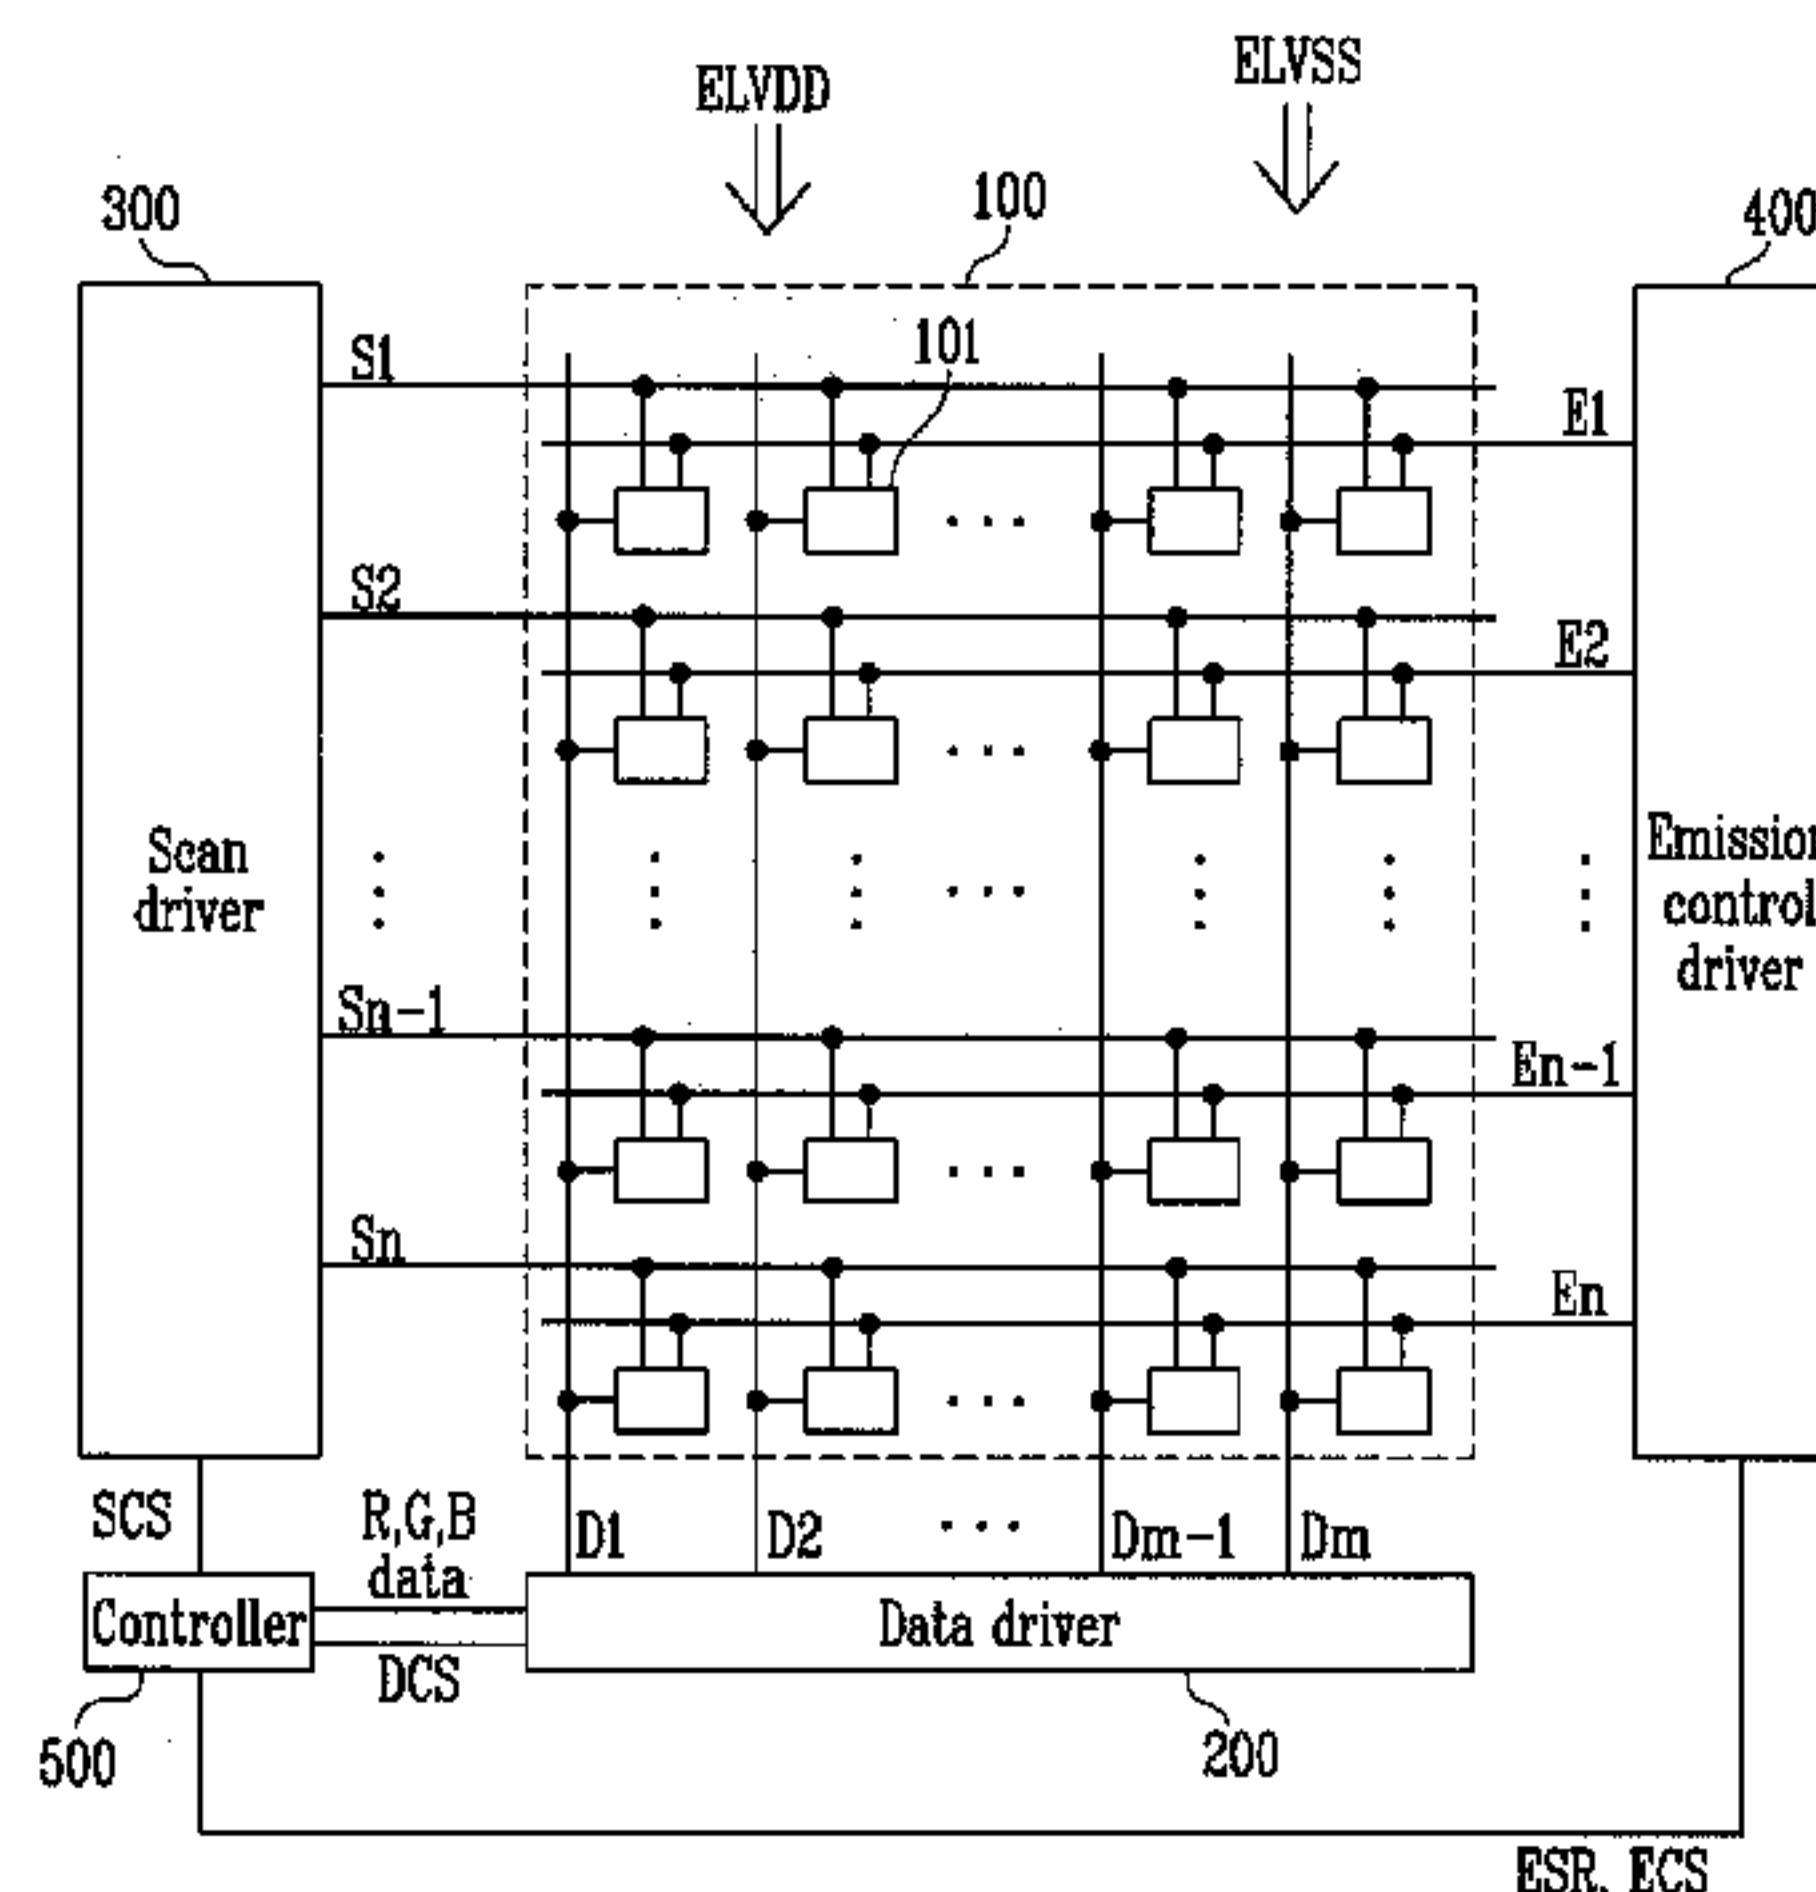 ELVDD
ELVSS
300
100
400
101
S1
E1
S2
E2
Scan
driver
control
driver
Sn-1
En-1
Sn
En
SCS
R,G,B
data
D1
D2
Dm-1
Dm
Controller
Data driver
DCS
500
200
ESR, ECS